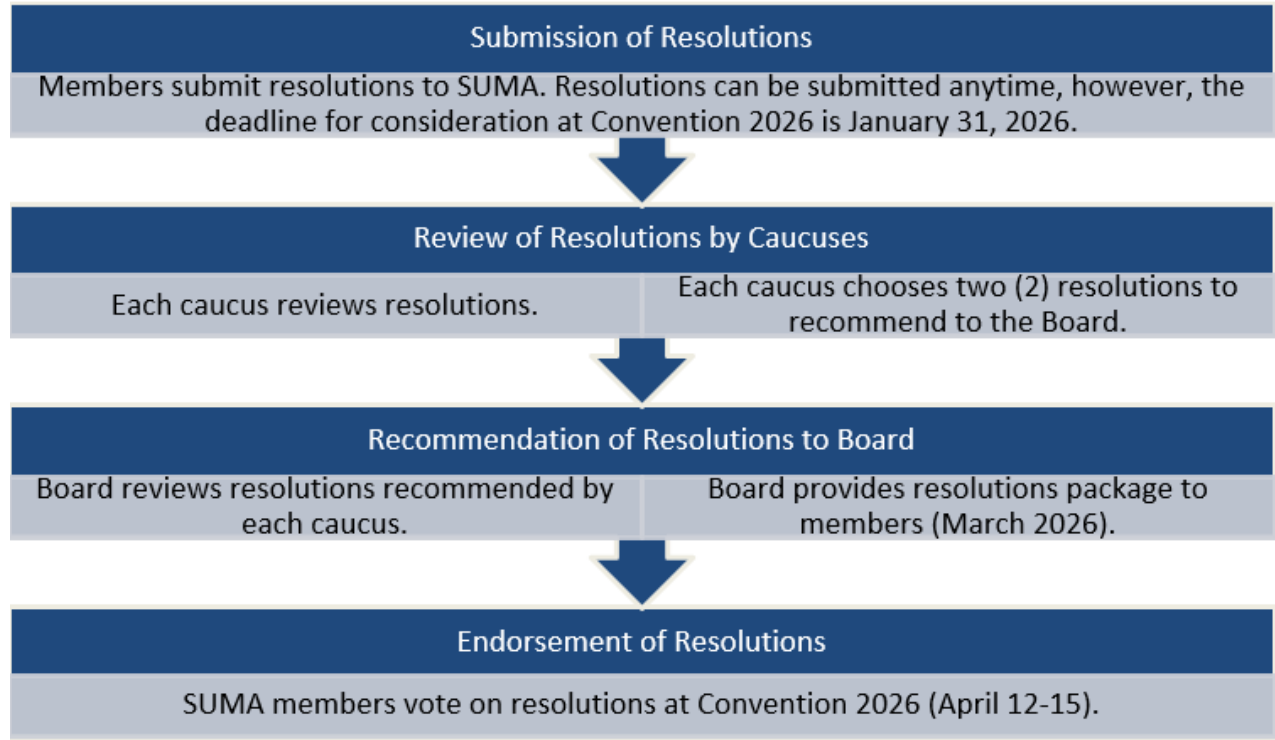 Submission of Resolutions
Members submit resolutions to SUMA. Resolutions can be submitted anytime, however, the
deadline for consideration at Convention 2026 is January 31, 2026.
Review of Resolutions by Caucuses
Each caucus reviews resolutions.
Each caucus chooses two (2) resolutions to
recommend to the Board.
Recommendation of Resolutions to Board
Board reviews resolutions recommended by
each caucus.
Board provides resolutions package to
members (March 2026).
Endorsement of Resolutions
SUMA members vote on resolutions at Convention 2026 (April 12-15).